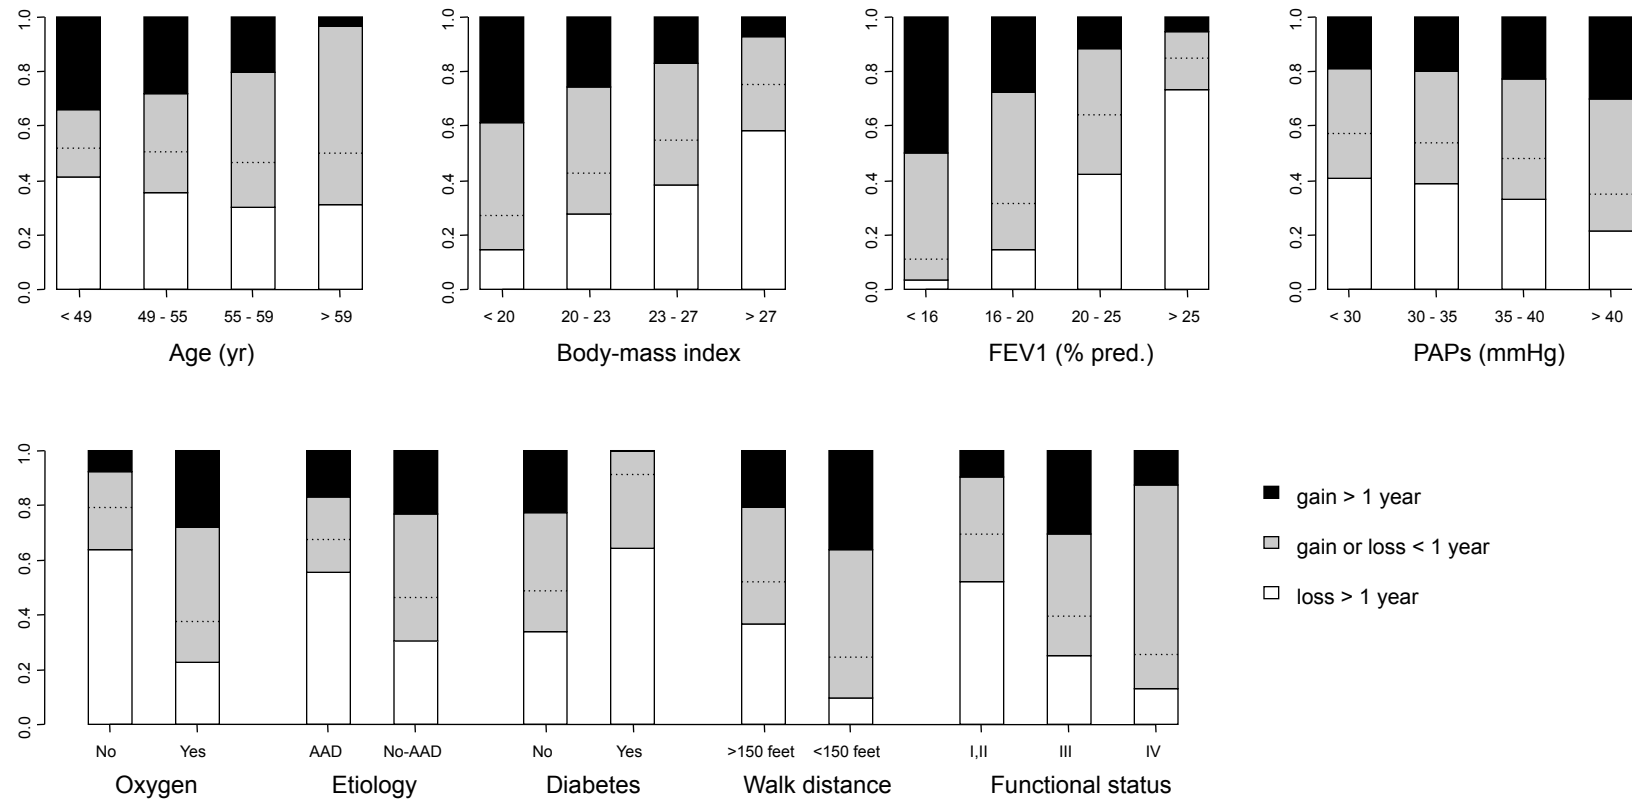 1.0 1.0 1.0 1.0
0.8 0.8 0.8 0.8
0.6 0.6 0.6 0.6
0.4 0.4 0.4 0.4
0.2 0.2 0.2 0.2
0.0 0.0 0.0 0.0
< 49 49 - 55 55 - 59 > 59 < 20 20 - 23 23 - 27 > 27 < 16 16 - 20 20 - 25 > 25 < 30 30 - 35 35 - 40 > 40
Age (yr) Body-mass index FEV1 (% pred.) PAPs (mmHg)
1.0
0.8
0.6
0.4
0.2
0.0
No Yes AAD No-AAD No Yes >150 feet <150 feet I,II III IV
Oxygen Etiology Diabetes Walk distance Functional status
gain > 1 year
gain or loss < 1 year
loss > 1 year